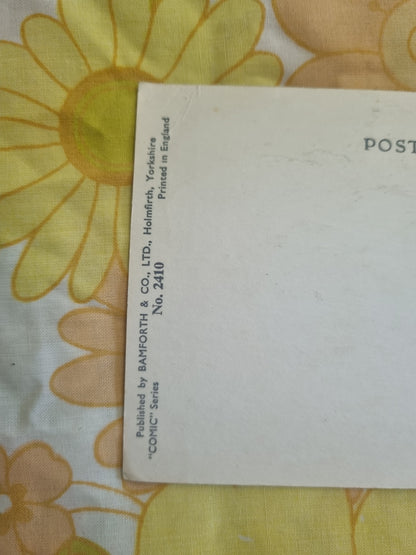 POST
Published by BAMFORTH & CO., LTD., Holmfirth, Yorkshire
"COMIC" Series No. 2410 Printed in England